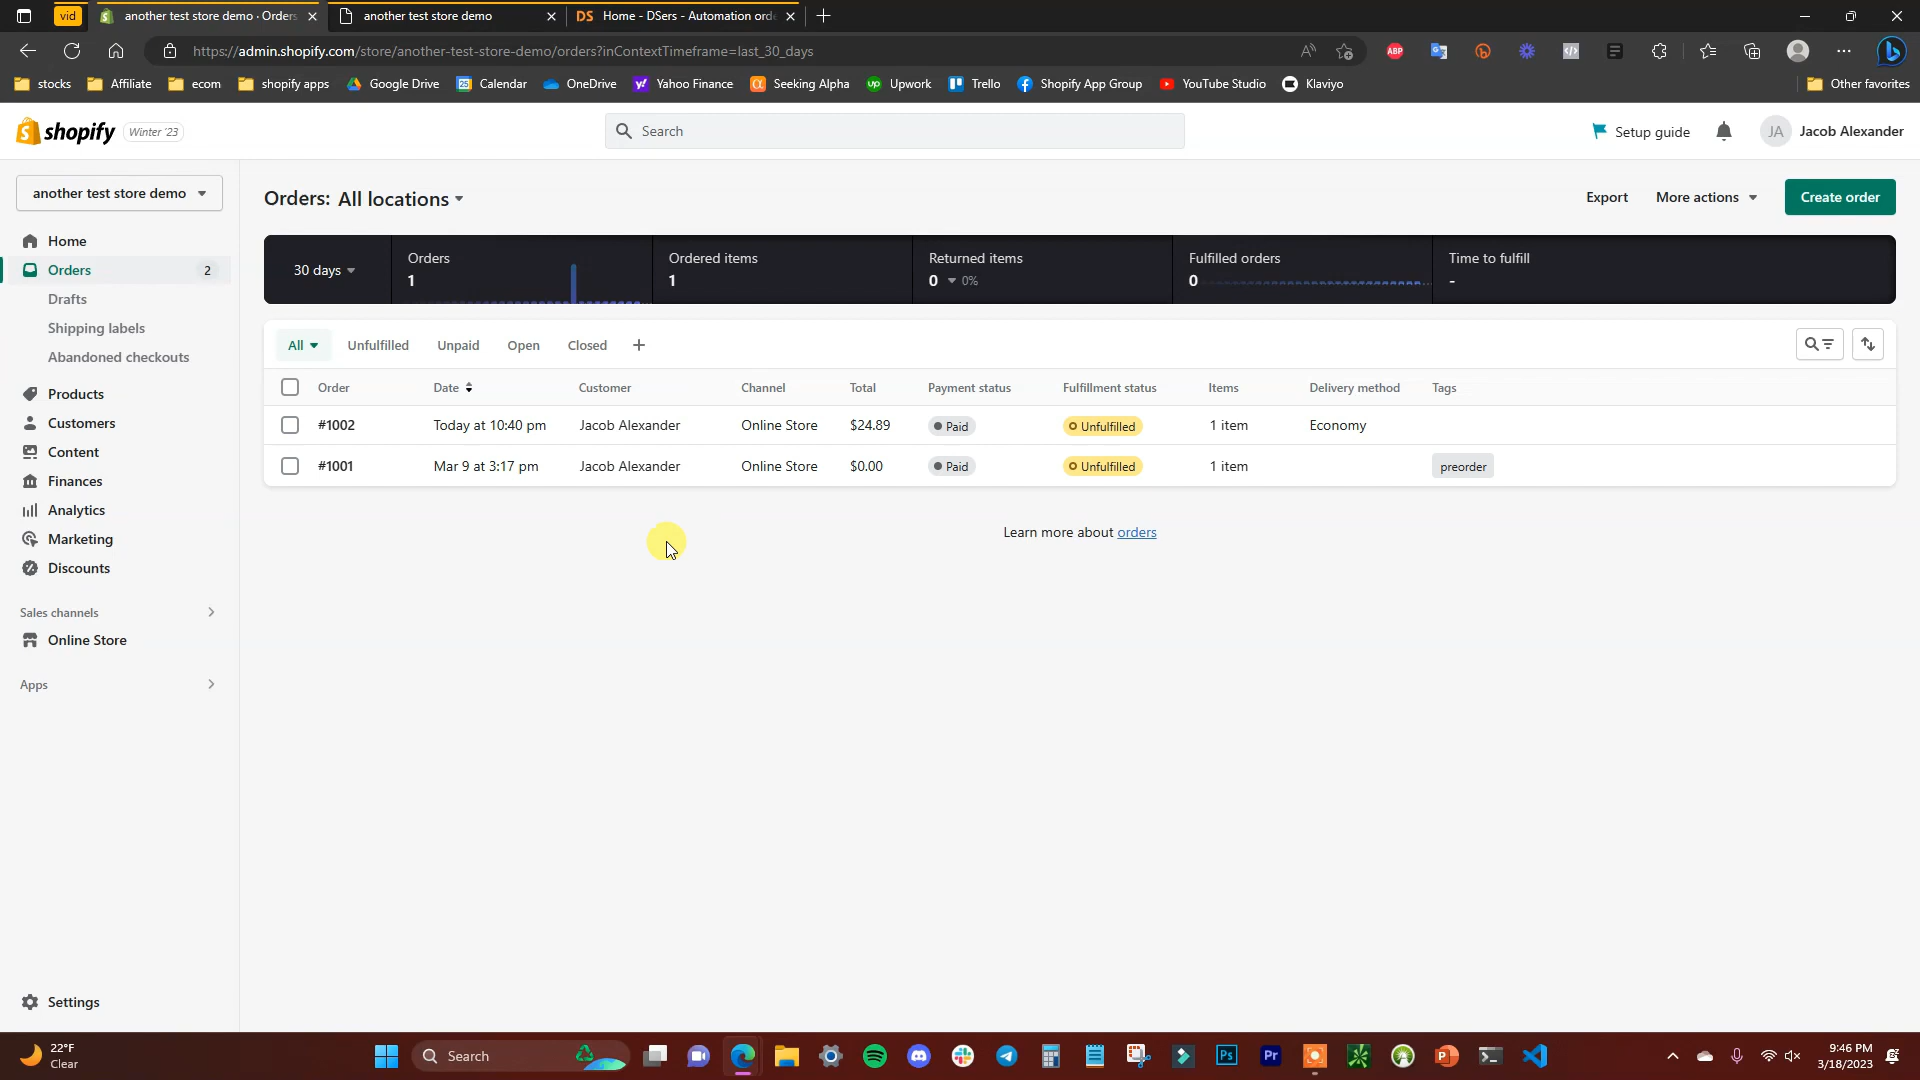 vid
another test store demo · Orders
another test store demo
DS Home - DSers - Automation orde
https://admin.shopify.com/store/another-test-store-demo/orders?inContextTimeframe=last_30_days
ABP
stocks
Affiliate
ecom
shopify apps
Google Drive
25 Calendar
OneDrive
Yahoo Finance
Seeking Alpha
up Upwork
Trello
Shopify App Group
YouTube Studio
Klaviyo
Other favorites
shopify
Winter '23
Search
Setup guide
JA Jacob Alexander
another test store demo
Home
Orders 2
Drafts
Shipping labels
Abandoned checkouts
Products
Customers
Content
Finances
Analytics
Marketing
Discounts
Sales channels
Online Store
Apps
Settings
Orders: All locations
Export
More actions
Create order
30 days
Orders
1
Ordered items
1
Returned items
0 0%
Fulfilled orders
0
Time to fulfill
-
All Unfulfilled Unpaid Open Closed +
Order Date Customer Channel Total Payment status Fulfillment status Items Delivery method Tags
#1002 Today at 10:40 pm Jacob Alexander Online Store $24.89 Paid Unfulfilled 1 item Economy
#1001 Mar 9 at 3:17 pm Jacob Alexander Online Store $0.00 Paid Unfulfilled 1 item preorder
Learn more about orders
22°F
Clear
Search
Ps
Pr
9:46 PM
3/18/2023